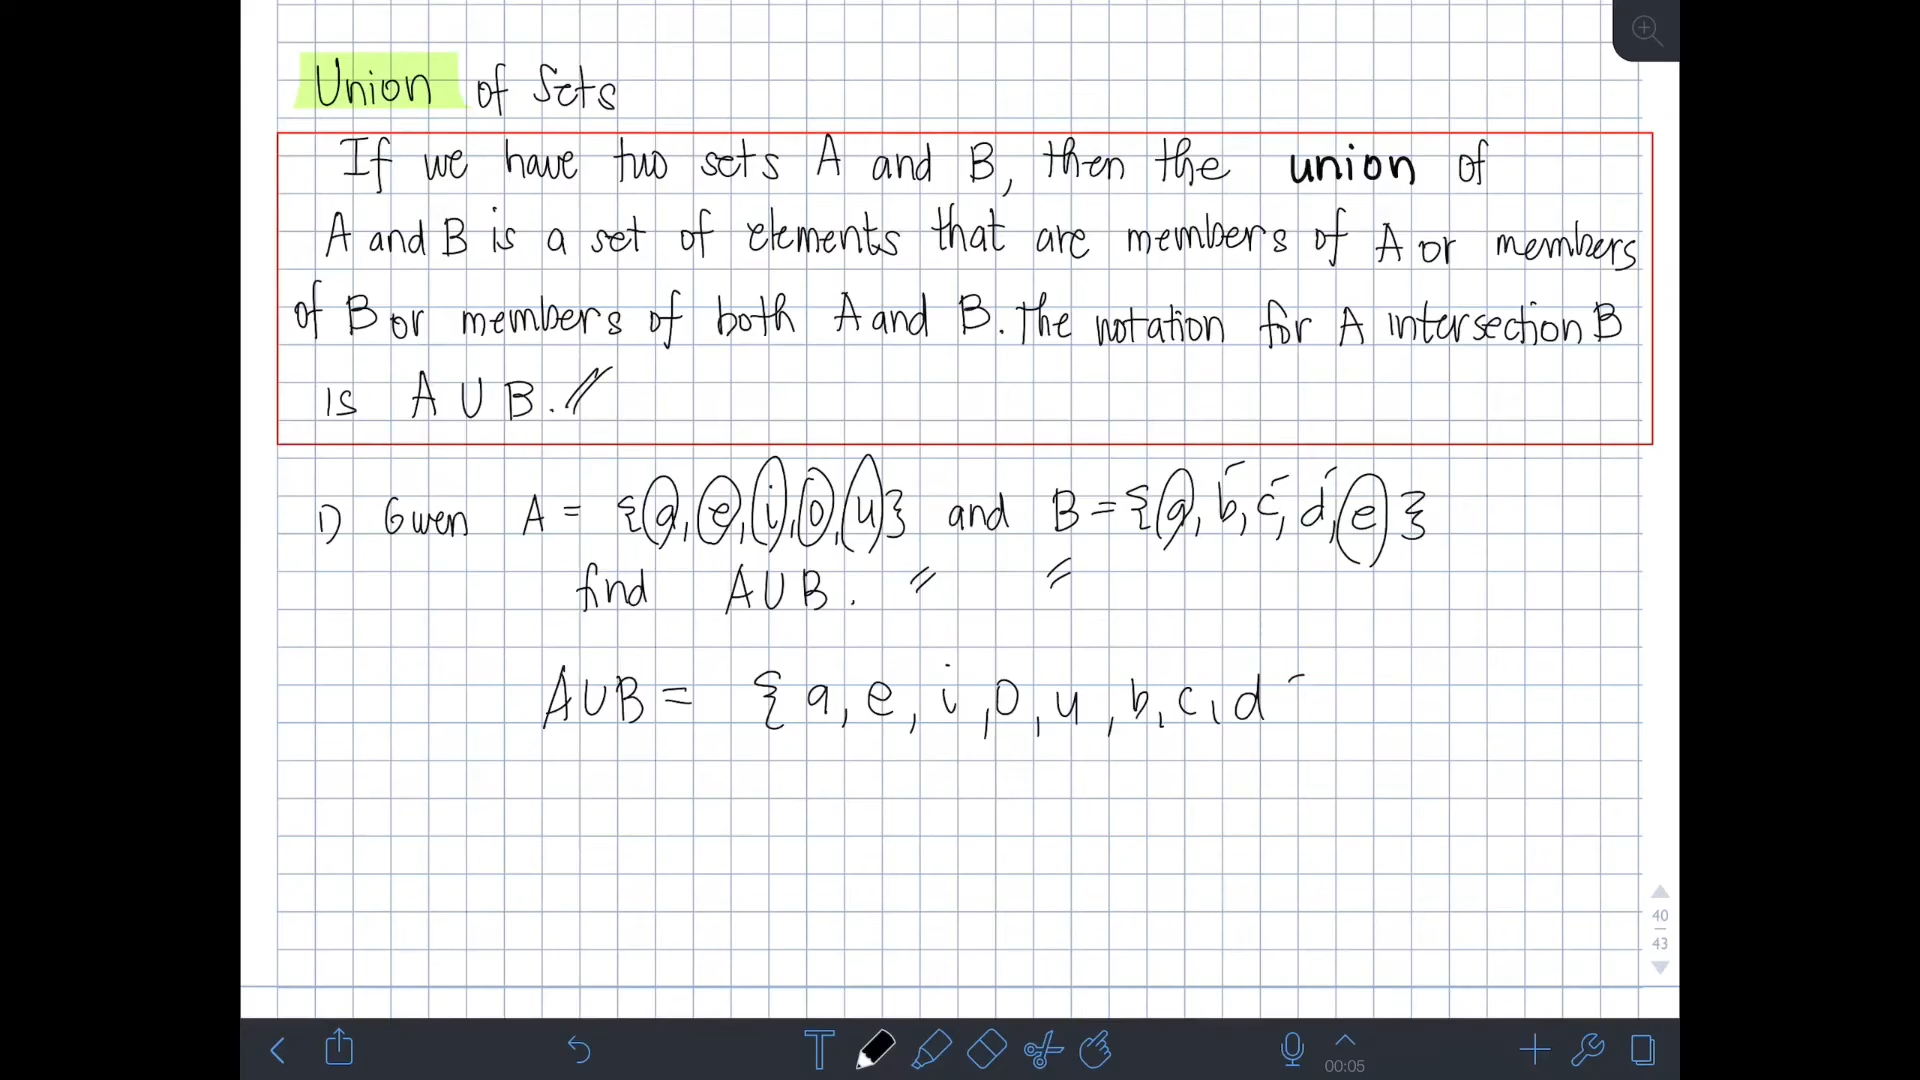 Union of Sets
If we have two sets A and B, then the union of
A and B is a set of elements that are members of A or members
of B or members of both A and B. The notation for A intersection B
is A ∪ B. //
1) Given A = {a, e, i, o, u} and B = {a, b, c, d, e}
find A ∪ B.
A ∪ B = {a, e, i, o, u, b, c, d
40
43
00:05